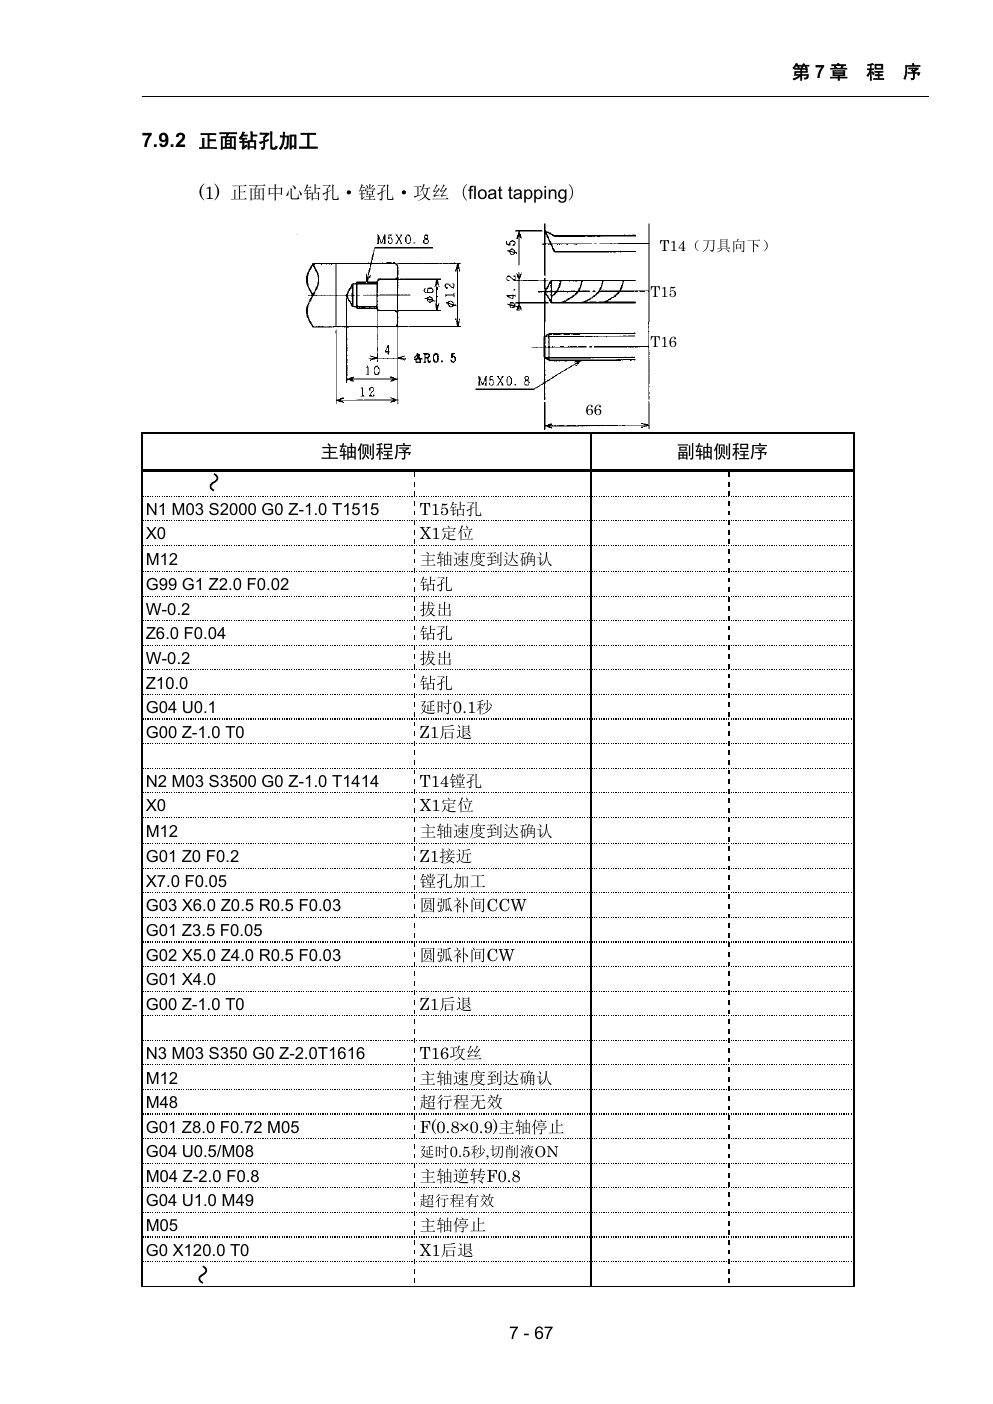 第 7 章 程 序
7.9.2 正面钻孔加工
(1) 正面中心钻孔・镗孔・攻丝（float tapping）
M5X0.8
φ6
φ12
4
各R0.5
10
12
φ5
T14（刀具向下）
φ4.2
T15
T16
M5X0.8
66
主轴侧程序 副轴侧程序
N1 M03 S2000 G0 Z-1.0 T1515 T15钻孔
X0 X1定位
M12 主轴速度到达确认
G99 G1 Z2.0 F0.02 钻孔
W-0.2 拔出
Z6.0 F0.04 钻孔
W-0.2 拔出
Z10.0 钻孔
G04 U0.1 延时0.1秒
G00 Z-1.0 T0 Z1后退
N2 M03 S3500 G0 Z-1.0 T1414 T14镗孔
X0 X1定位
M12 主轴速度到达确认
G01 Z0 F0.2 Z1接近
X7.0 F0.05 镗孔加工
G03 X6.0 Z0.5 R0.5 F0.03 圆弧补间CCW
G01 Z3.5 F0.05
G02 X5.0 Z4.0 R0.5 F0.03 圆弧补间CW
G01 X4.0
G00 Z-1.0 T0 Z1后退
N3 M03 S350 G0 Z-2.0T1616 T16攻丝
M12 主轴速度到达确认
M48 超行程无效
G01 Z8.0 F0.72 M05 F(0.8×0.9)主轴停止
G04 U0.5/M08 延时0.5秒,切削液ON
M04 Z-2.0 F0.8 主轴逆转F0.8
G04 U1.0 M49 超行程有效
M05 主轴停止
G0 X120.0 T0 X1后退
7 - 67